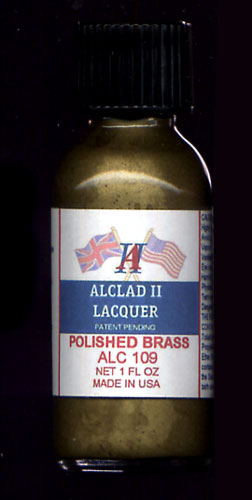 ALCLAD II
LACQUER
PATENT PENDING
POLISHED BRASS
ALC 109
NET 1 FL OZ
MADE IN USA